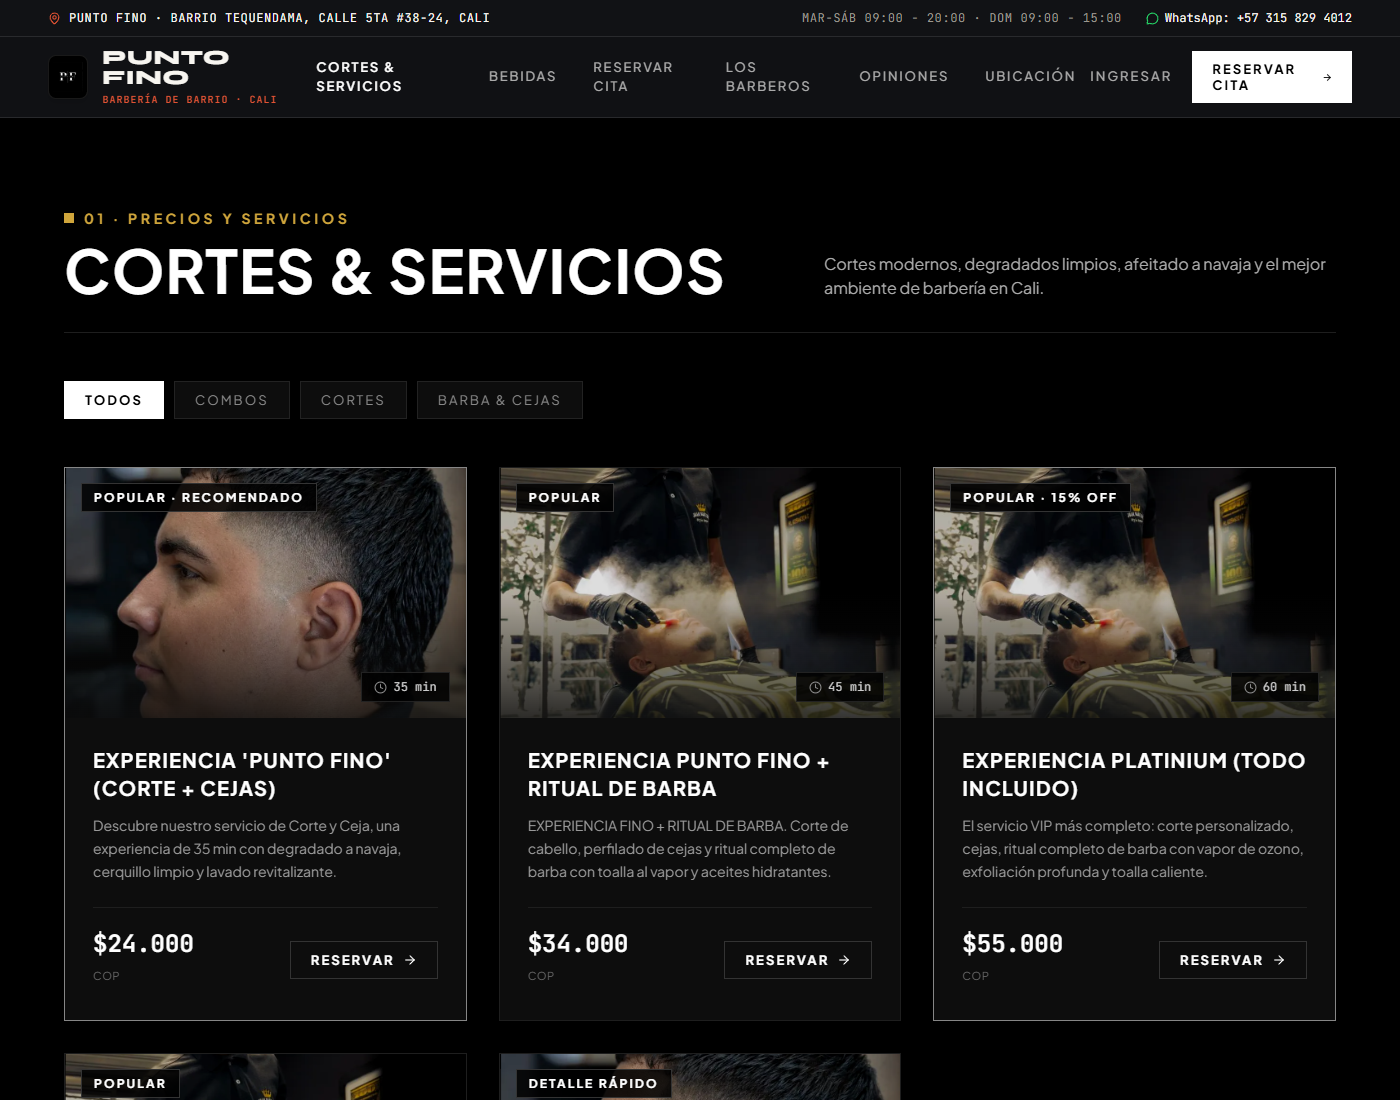 PUNTO FINO · BARRIO TEQUENDAMA, CALLE 5TA #38-24, CALI
MAR-SÁB 09:00 - 20:00 · DOM 09:00 - 15:00
WhatsApp: +57 315 829 4012
PF
PUNTO
FINO
BARBERÍA DE BARRIO · CALI
CORTES &
SERVICIOS
BEBIDAS
RESERVAR
CITA
LOS
BARBEROS
OPINIONES
UBICACIÓN
INGRESAR
RESERVAR
CITA →
01 · PRECIOS Y SERVICIOS
CORTES & SERVICIOS
Cortes modernos, degradados limpios, afeitado a navaja y el mejor
ambiente de barbería en Cali.
TODOS
COMBOS
CORTES
BARBA & CEJAS
POPULAR · RECOMENDADO
35 min
EXPERIENCIA 'PUNTO FINO'
(CORTE + CEJAS)
Descubre nuestro servicio de Corte y Ceja, una
experiencia de 35 min con degradado a navaja,
cerquillo limpio y lavado revitalizante.
$24.000
COP
RESERVAR →
POPULAR
45 min
EXPERIENCIA PUNTO FINO +
RITUAL DE BARBA
EXPERIENCIA FINO + RITUAL DE BARBA. Corte de
cabello, perfilado de cejas y ritual completo de
barba con toalla al vapor y aceites hidratantes.
$34.000
COP
RESERVAR →
POPULAR · 15% OFF
60 min
EXPERIENCIA PLATINIUM (TODO
INCLUIDO)
El servicio VIP más completo: corte personalizado,
cejas, ritual completo de barba con vapor de ozono,
exfoliación profunda y toalla caliente.
$55.000
COP
RESERVAR →
POPULAR
DETALLE RÁPIDO